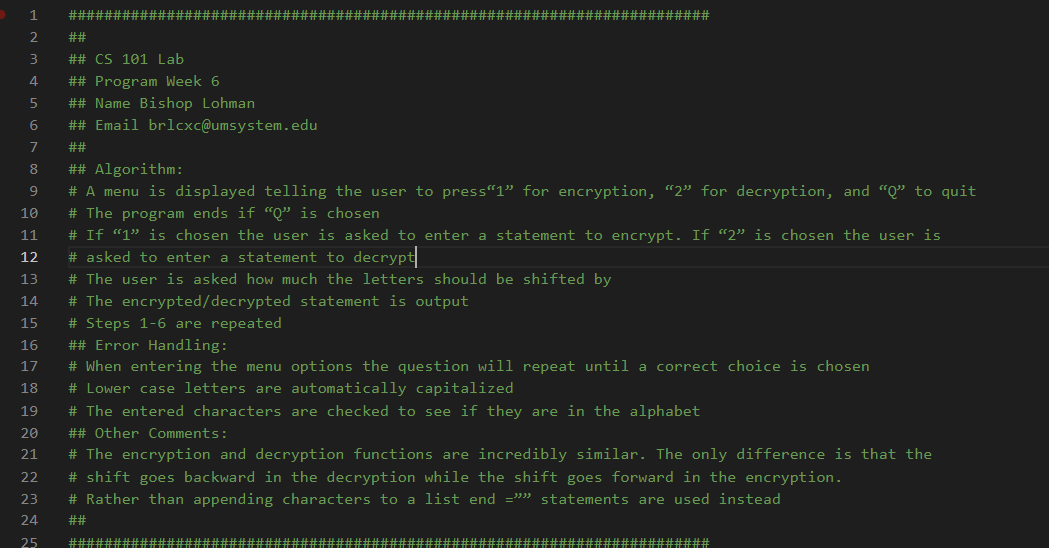 1 ########################################################################
2 ##
3 ## CS 101 Lab
4 ## Program Week 6
5 ## Name Bishop Lohman
6 ## Email brlcxc@umsystem.edu
7 ##
8 ## Algorithm:
9 # A menu is displayed telling the user to press“1” for encryption, “2” for decryption, and “Q” to quit
10 # The program ends if “Q” is chosen
11 # If “1” is chosen the user is asked to enter a statement to encrypt. If “2” is chosen the user is
12 # asked to enter a statement to decrypt
13 # The user is asked how much the letters should be shifted by
14 # The encrypted/decrypted statement is output
15 # Steps 1-6 are repeated
16 ## Error Handling:
17 # When entering the menu options the question will repeat until a correct choice is chosen
18 # Lower case letters are automatically capitalized
19 # The entered characters are checked to see if they are in the alphabet
20 ## Other Comments:
21 # The encryption and decryption functions are incredibly similar. The only difference is that the
22 # shift goes backward in the decryption while the shift goes forward in the encryption.
23 # Rather than appending characters to a list end =”” statements are used instead
24 ##
25 ########################################################################